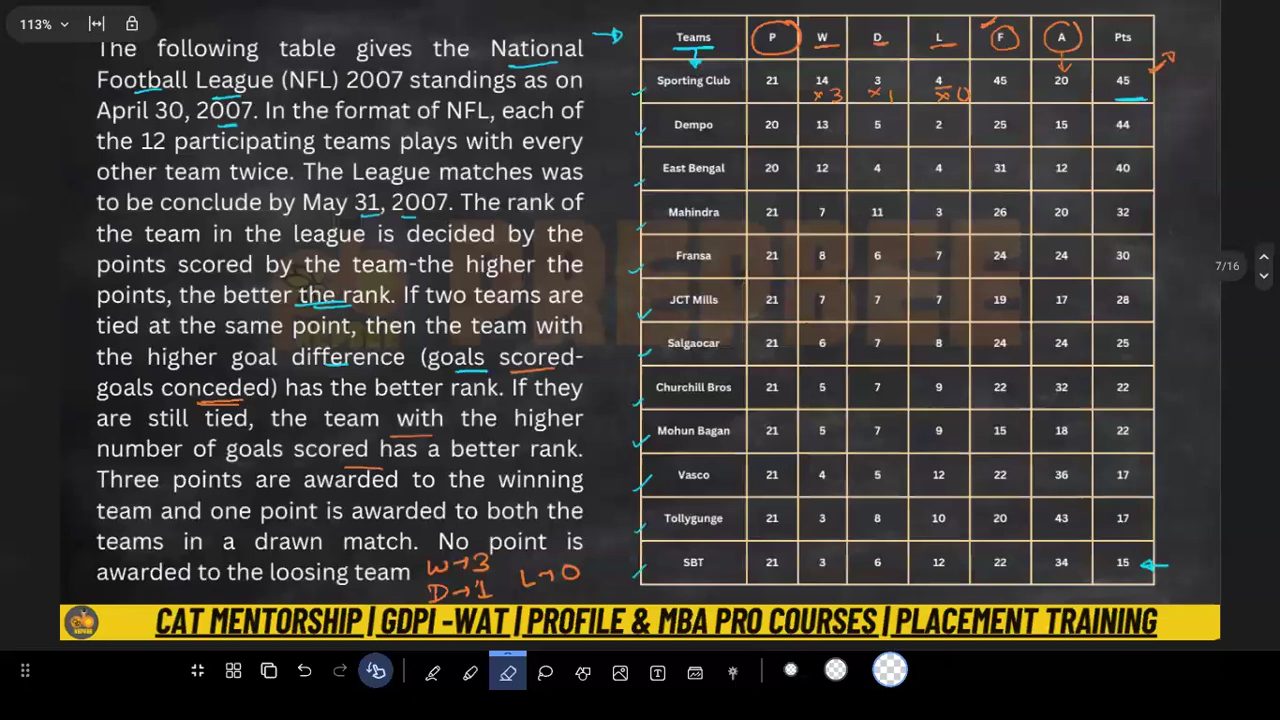 113%
The following table gives the National
Football League (NFL) 2007 standings as on
April 30, 2007. In the format of NFL, each of
the 12 participating teams plays with every
other team twice. The League matches was
to be conclude by May 31, 2007. The rank of
the team in the league is decided by the
points scored by the team-the higher the
points, the better the rank. If two teams are
tied at the same point, then the team with
the higher goal difference (goals scored-
goals conceded) has the better rank. If they
are still tied, the team with the higher
number of goals scored has a better rank.
Three points are awarded to the winning
team and one point is awarded to both the
teams in a drawn match. No point is
awarded to the loosing team
W→3
D→1
L→0
Teams P W D L F A Pts
Sporting Club 21 14 3 4 45 20 45
×3 ×1 ×0
Dempo 20 13 5 2 25 15 44
East Bengal 20 12 4 4 31 12 40
Mahindra 21 7 11 3 26 20 32
Fransa 21 8 6 7 24 24 30
JCT Mills 21 7 7 7 19 17 28
Salgaocar 21 6 7 8 24 24 25
Churchill Bros 21 5 7 9 22 32 22
Mohun Bagan 21 5 7 9 15 18 22
Vasco 21 4 5 12 22 36 17
Tollygunge 21 3 8 10 20 43 17
SBT 21 3 6 12 22 34 15
7/16
PREPBEE
CAT MENTORSHIP | GDPI -WAT | PROFILE & MBA PRO COURSES | PLACEMENT TRAINING